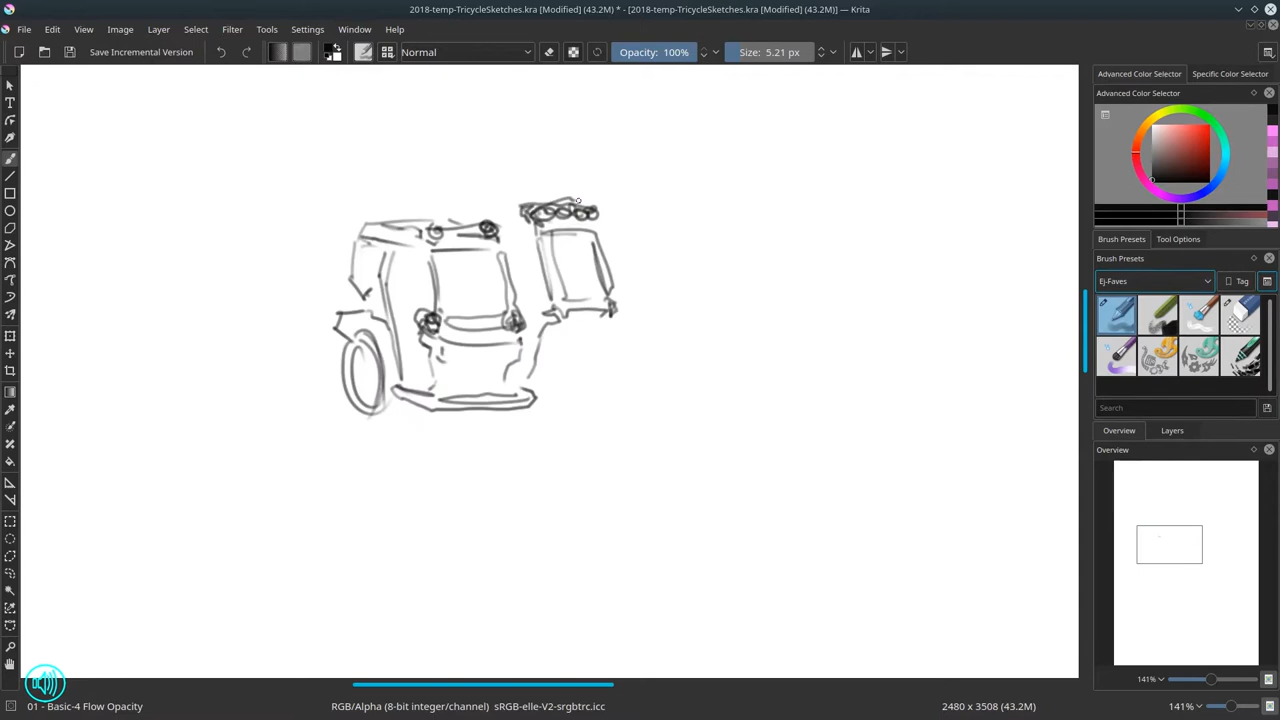 2018-temp-TricycleSketches.kra [Modified] (43.2M) * - [2018-temp-TricycleSketches.kra [Modified] (43.2M)] — Krita
File Edit View Image Layer Select Filter Tools Settings Window Help
Save Incremental Version Normal Opacity: 100% Size: 5.21 px
Advanced Color Selector Specific Color Selector
Advanced Color Selector
Brush Presets Tool Options
Brush Presets
Ej-Faves Tag
Search
Overview Layers
Overview
141%
01 - Basic-4 Flow Opacity RGB/Alpha (8-bit integer/channel) sRGB-elle-V2-srgbtrc.icc 2480 x 3508 (43.2M) 141%